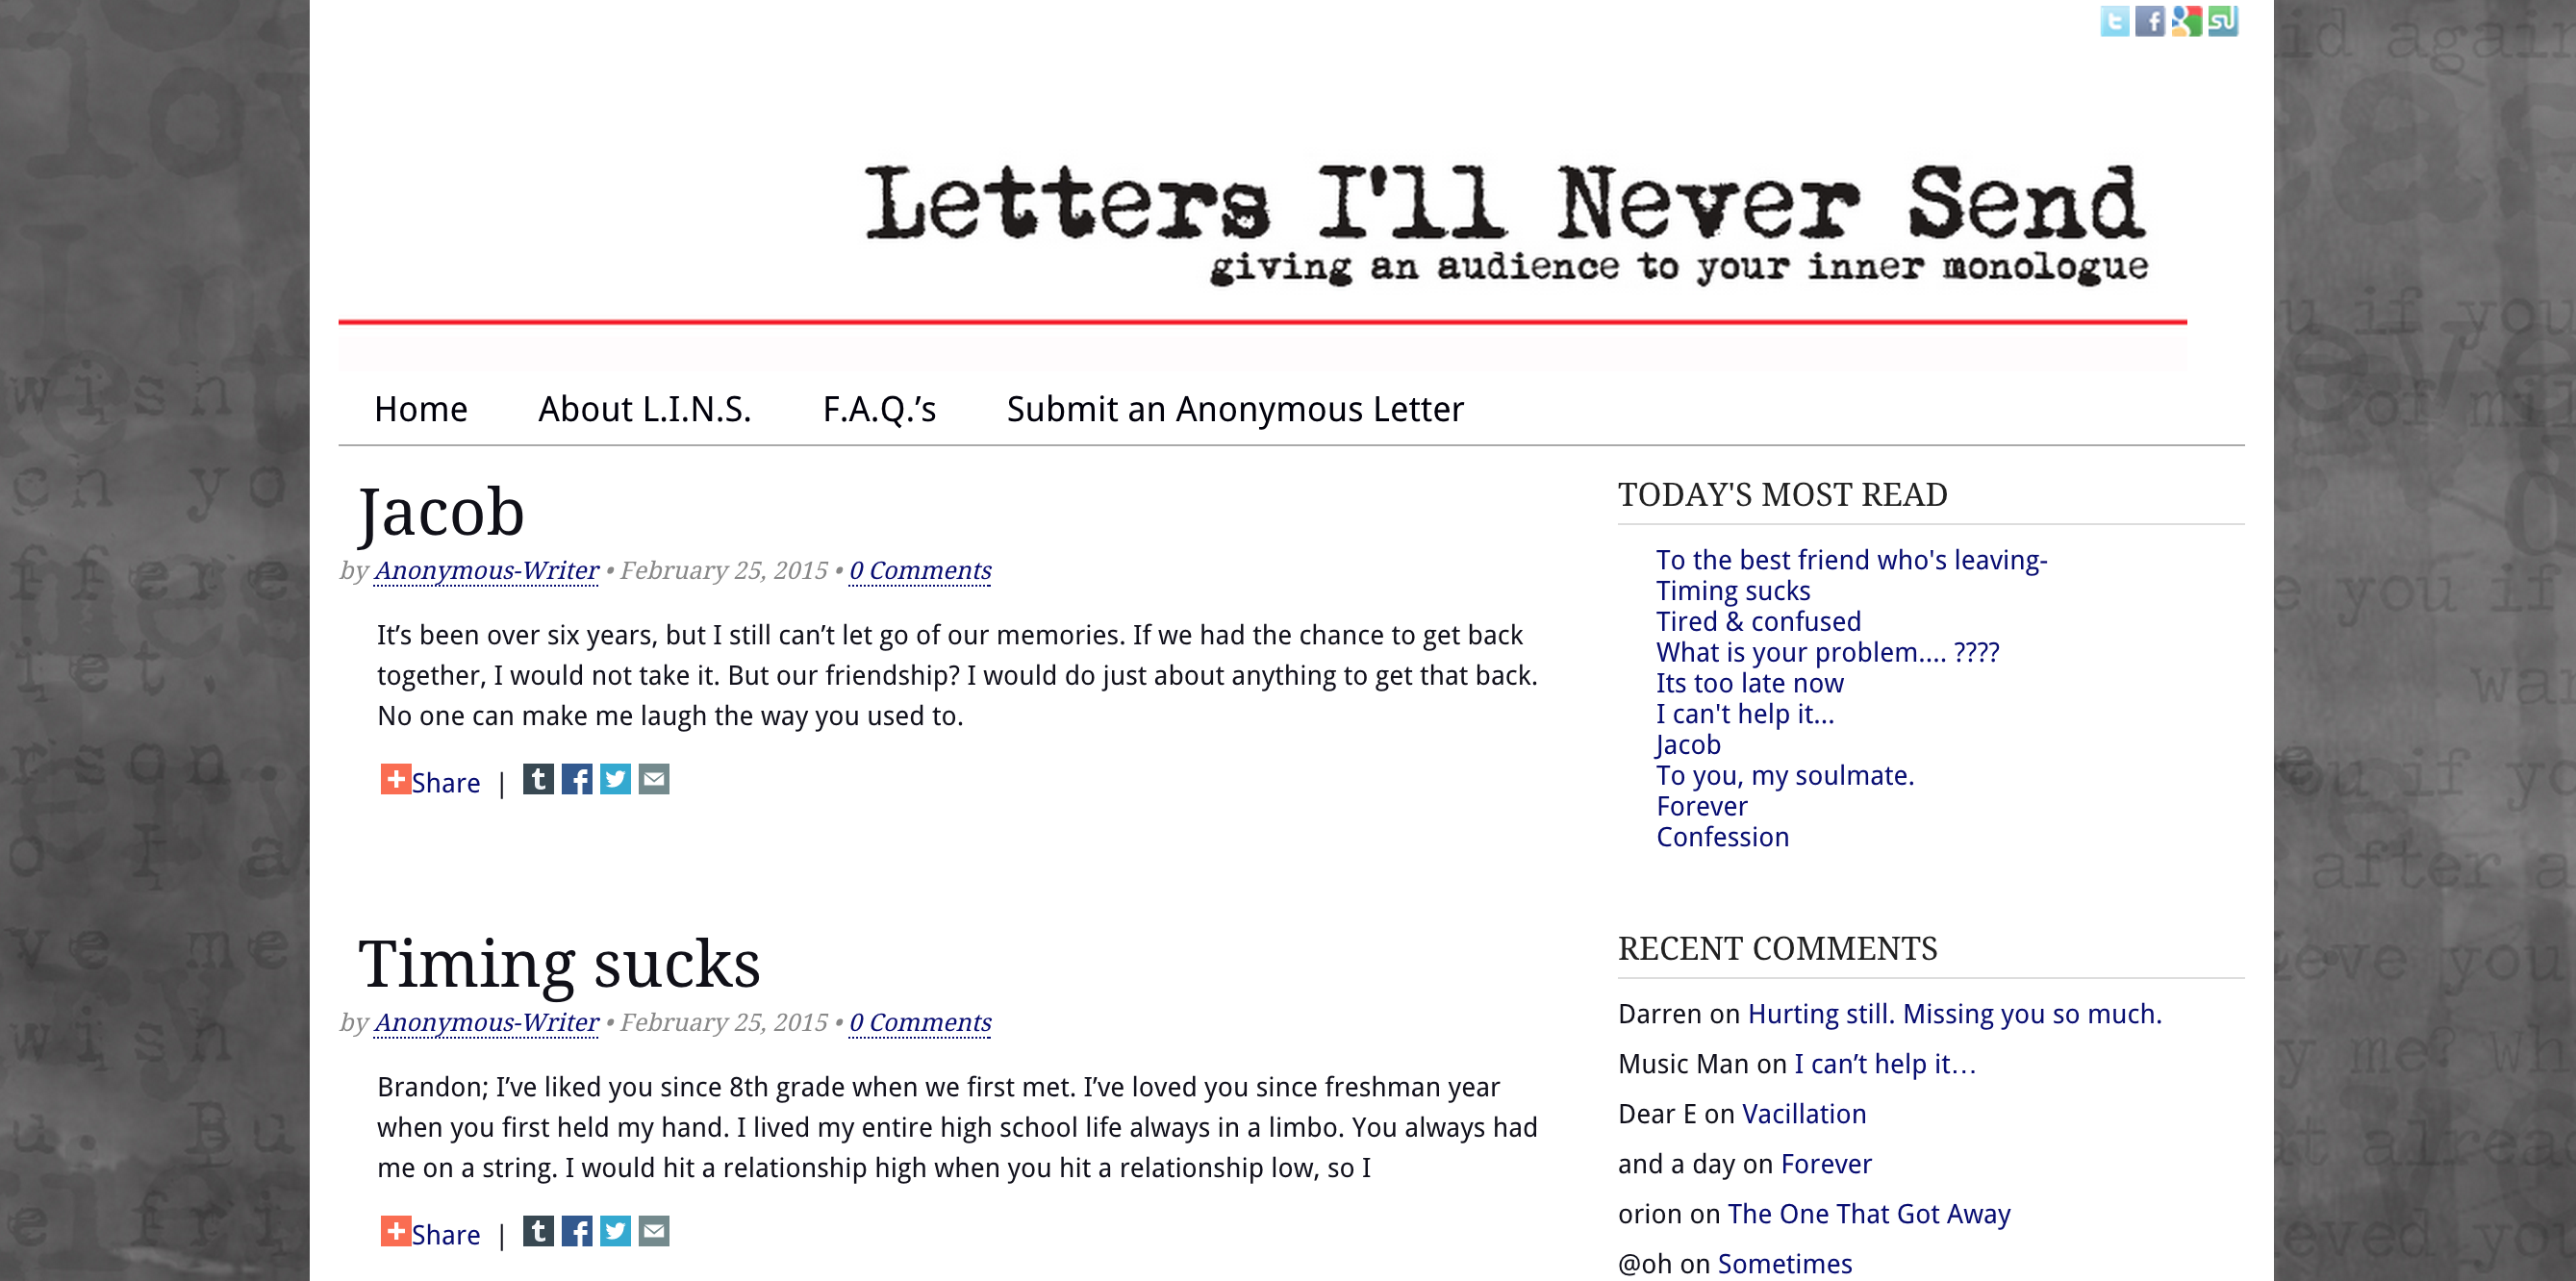 Letters I'll Never Send
giving an audience to your inner monologue
Home About L.I.N.S. F.A.Q.’s Submit an Anonymous Letter
Jacob
by Anonymous-Writer • February 25, 2015 • 0 Comments
It’s been over six years, but I still can’t let go of our memories. If we had the chance to get back
together, I would not take it. But our friendship? I would do just about anything to get that back.
No one can make me laugh the way you used to.
Share |
Timing sucks
by Anonymous-Writer • February 25, 2015 • 0 Comments
Brandon; I’ve liked you since 8th grade when we first met. I’ve loved you since freshman year
when you first held my hand. I lived my entire high school life always in a limbo. You always had
me on a string. I would hit a relationship high when you hit a relationship low, so I
Share |
TODAY'S MOST READ
To the best friend who's leaving-
Timing sucks
Tired & confused
What is your problem.... ????
Its too late now
I can't help it...
Jacob
To you, my soulmate.
Forever
Confession
RECENT COMMENTS
Darren on Hurting still. Missing you so much.
Music Man on I can’t help it…
Dear E on Vacillation
and a day on Forever
orion on The One That Got Away
@oh on Sometimes